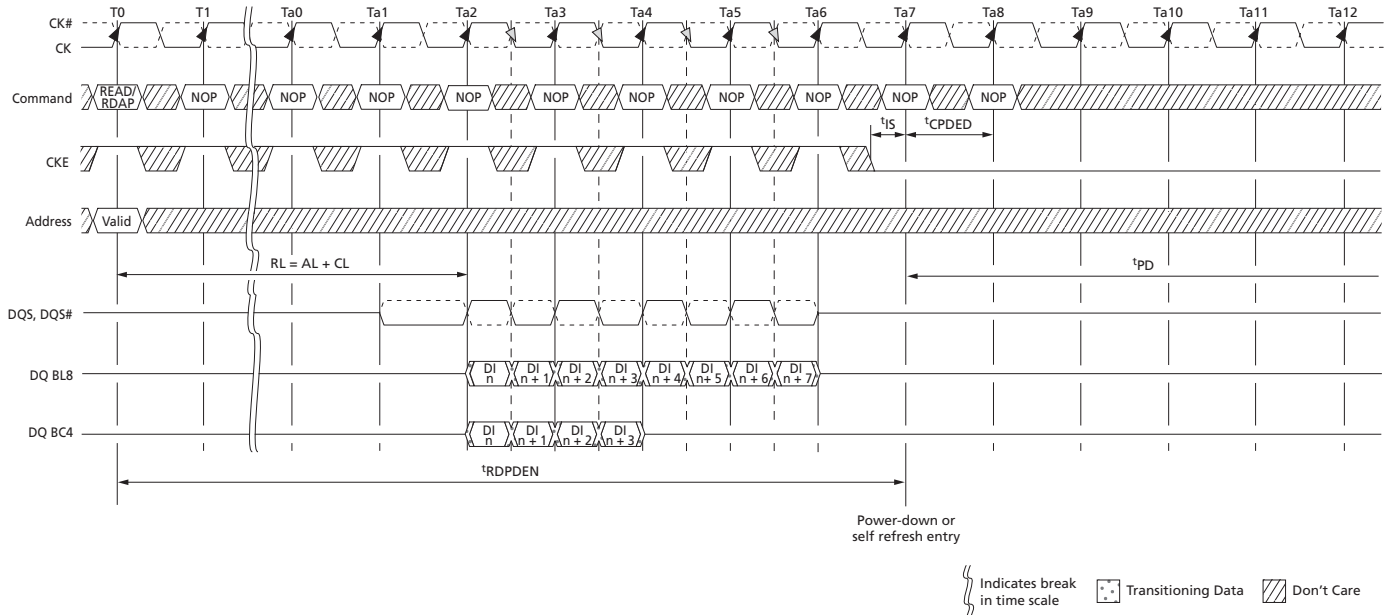 T0 T1 Ta0 Ta1 Ta2 Ta3 Ta4 Ta5 Ta6 Ta7 Ta8 Ta9 Ta10 Ta11 Ta12
CK#
CK
Command READ/ NOP NOP NOP NOP NOP NOP NOP NOP NOP NOP
RDAP
tIS tCPDED
CKE
Address Valid
RL = AL + CL tPD
DQS, DQS#
DQ BL8 DI DI DI DI DI DI DI DI
n n + 1 n + 2 n + 3 n + 4 n+ 5 n + 6 n + 7
DQ BC4 DI DI DI DI
n n + 1 n + 2 n + 3
tRDPDEN
Power-down or
self refresh entry
Indicates break
in time scale
Transitioning Data
Don't Care